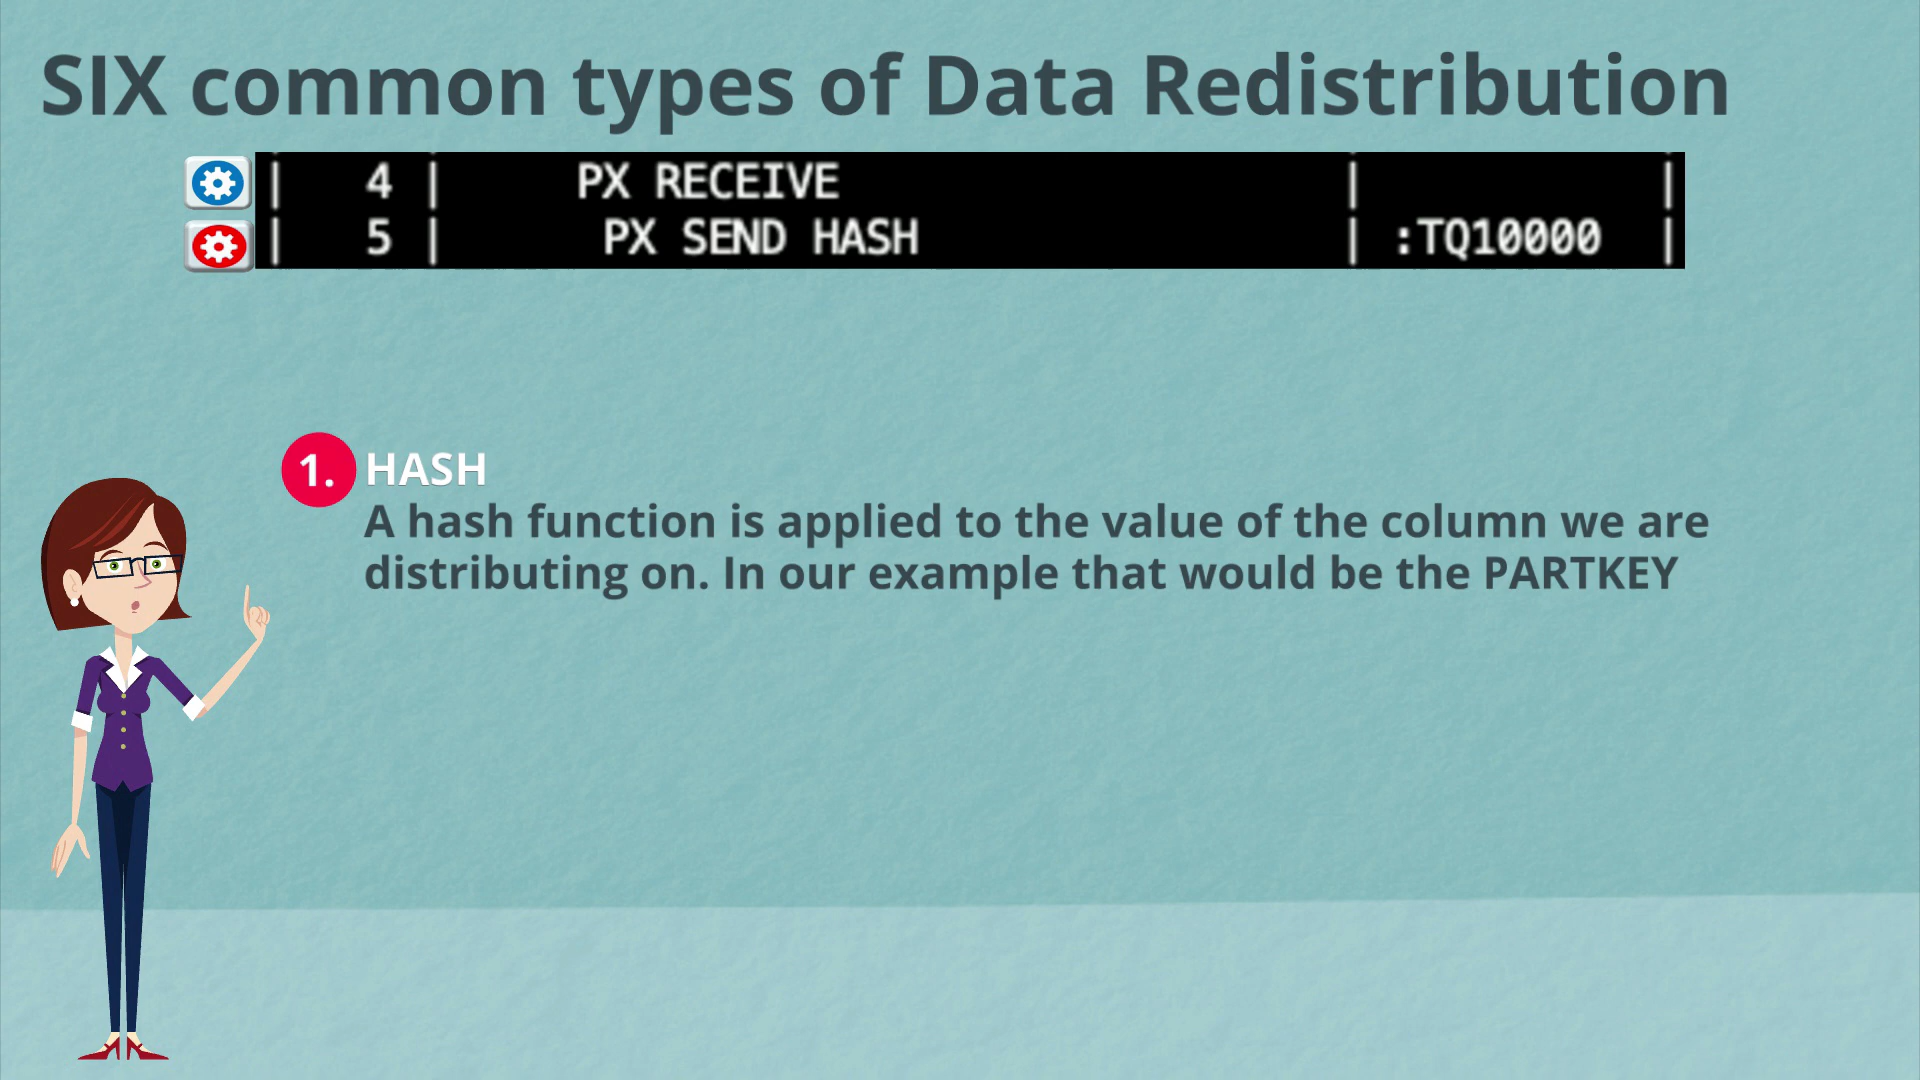 SIX common types of Data Redistribution
| 4 | PX RECEIVE | |
| 5 | PX SEND HASH | :TQ10000 |
1. HASH
A hash function is applied to the value of the column we are
distributing on. In our example that would be the PARTKEY